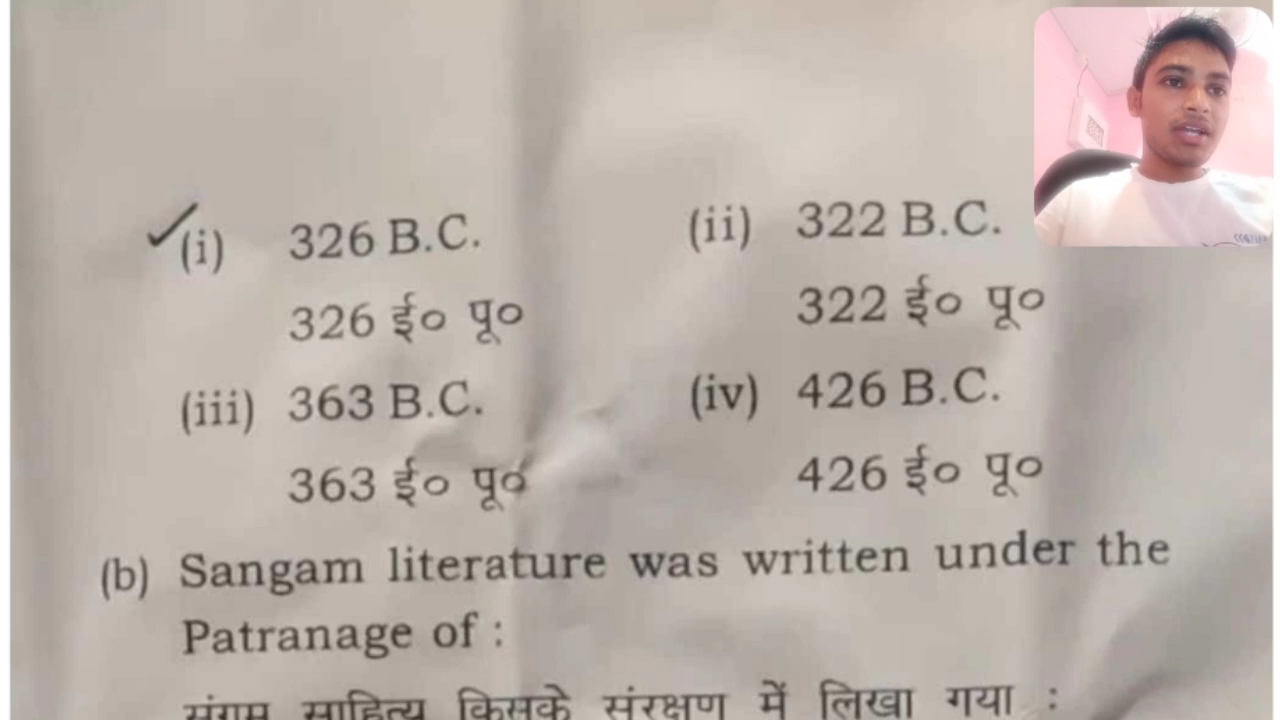 (i) 326 B.C. (ii) 322 B.C.
326 ई० पू० 322 ई० पू०
(iii) 363 B.C. (iv) 426 B.C.
363 ई० पू० 426 ई० पू०
(b) Sangam literature was written under the
Patranage of :
संगम साहित्य किसके संरक्षण में लिखा गया :